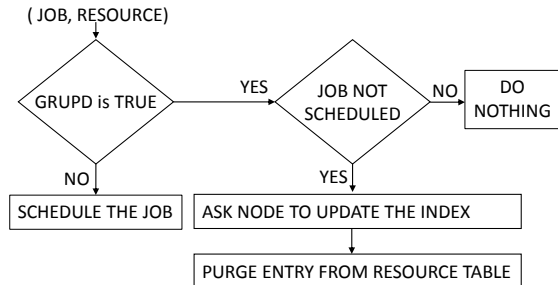 ( JOB, RESOURCE)
GRUPD is TRUE
YES
JOB NOT
SCHEDULED
NO
DO
NOTHING
NO
SCHEDULE THE JOB
YES
ASK NODE TO UPDATE THE INDEX
PURGE ENTRY FROM RESOURCE TABLE